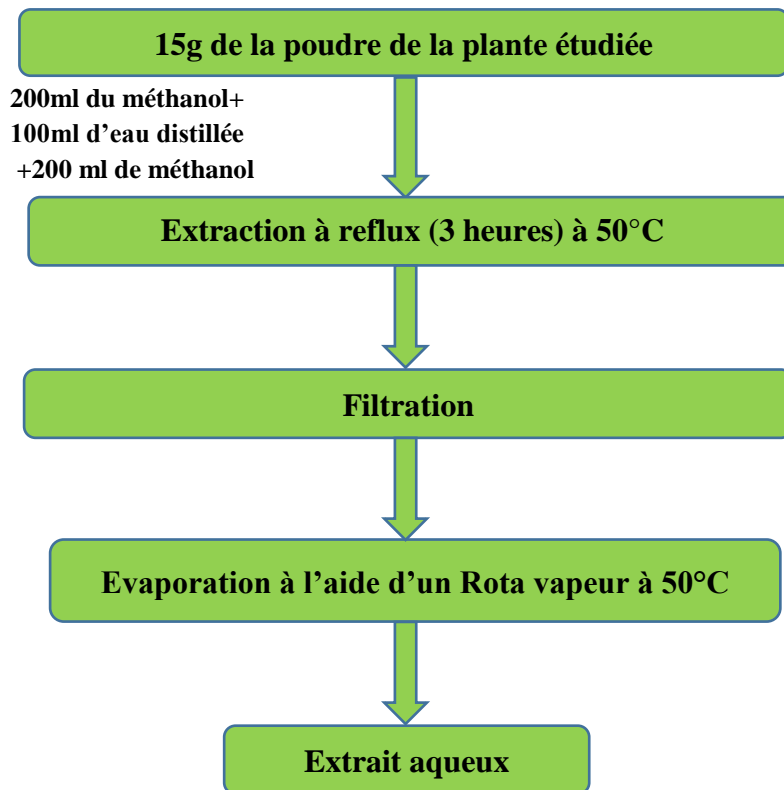 15g de la poudre de la plante étudiée
200ml du méthanol+
100ml d’eau distillée
+200 ml de méthanol
Extraction à reflux (3 heures) à 50°C
Filtration
Evaporation à l’aide d’un Rota vapeur à 50°C
Extrait aqueux